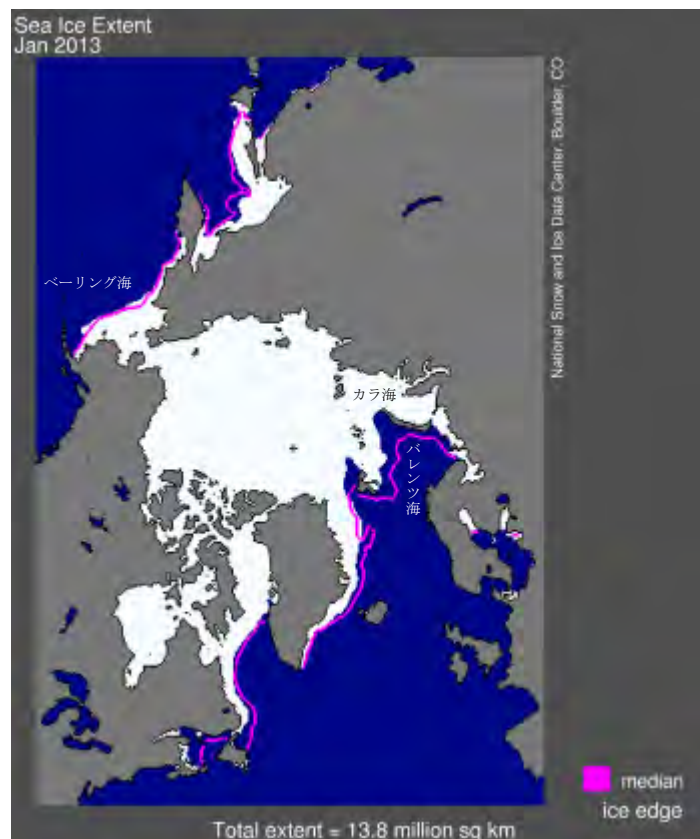 Sea Ice Extent
Jan 2013
National Snow and Ice Data Center, Boulder, CO
ベーリング海
カラ海
バレンツ海
median
ice edge
Total extent = 13.8 million sq km